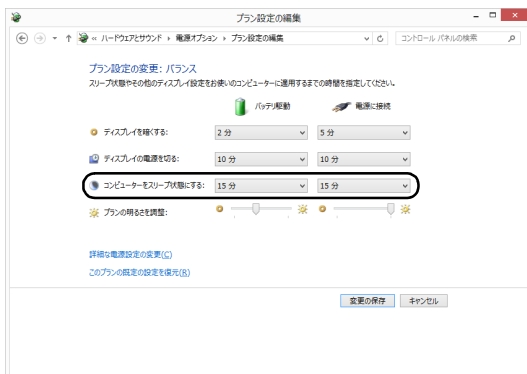 プラン設定の編集
« ハードウェアとサウンド ▸ 電源オプション ▸ プラン設定の編集
コントロール パネルの検索
プラン設定の変更: バランス
スリープ状態やその他のディスプレイ設定をお使いのコンピューターに適用するまでの時間を指定してください。
バッテリ駆動 電源に接続
ディスプレイを暗くする: 2 分 5 分
ディスプレイの電源を切る: 10 分 10 分
コンピューターをスリープ状態にする: 15 分 15 分
プランの明るさを調整:
詳細な電源設定の変更(C)
このプランの既定の設定を復元(R)
変更の保存 キャンセル